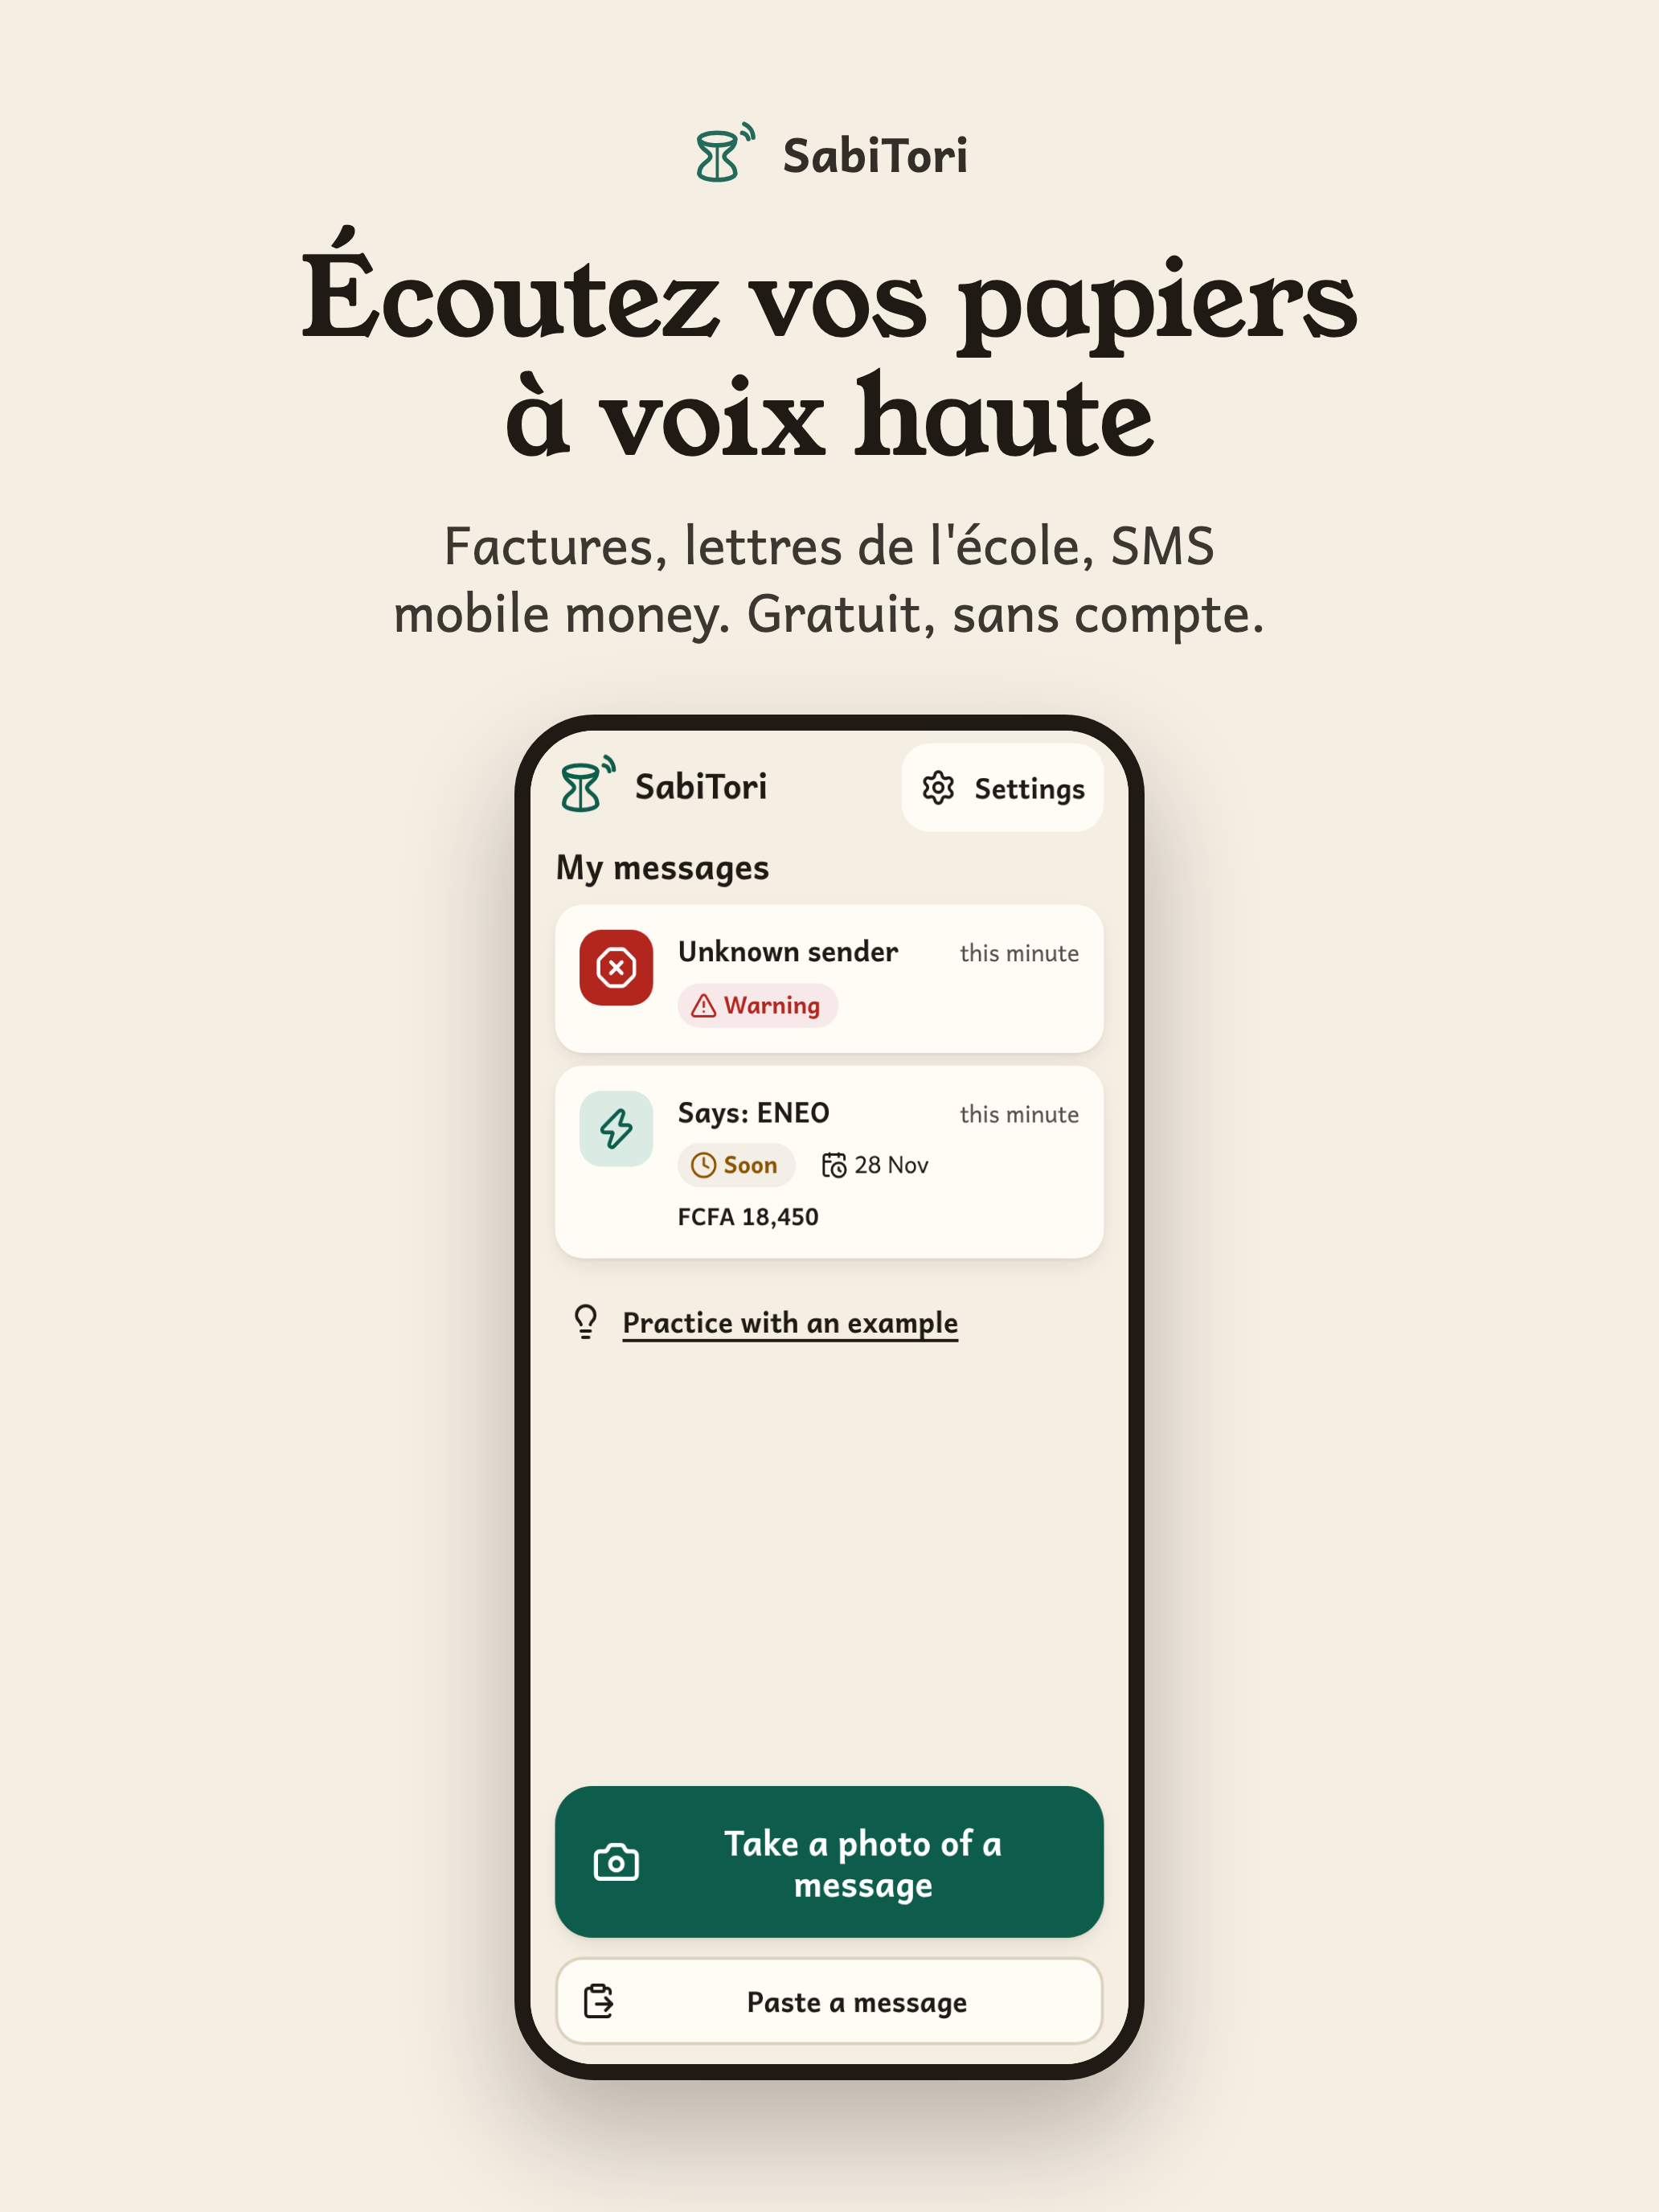 SabiTori
Écoutez vos papiers
à voix haute
Factures, lettres de l'école, SMS
mobile money. Gratuit, sans compte.
SabiTori
Settings
My messages
Unknown sender
this minute
Warning
Says: ENEO
this minute
Soon
28 Nov
FCFA 18,450
Practice with an example
Take a photo of a
message
Paste a message